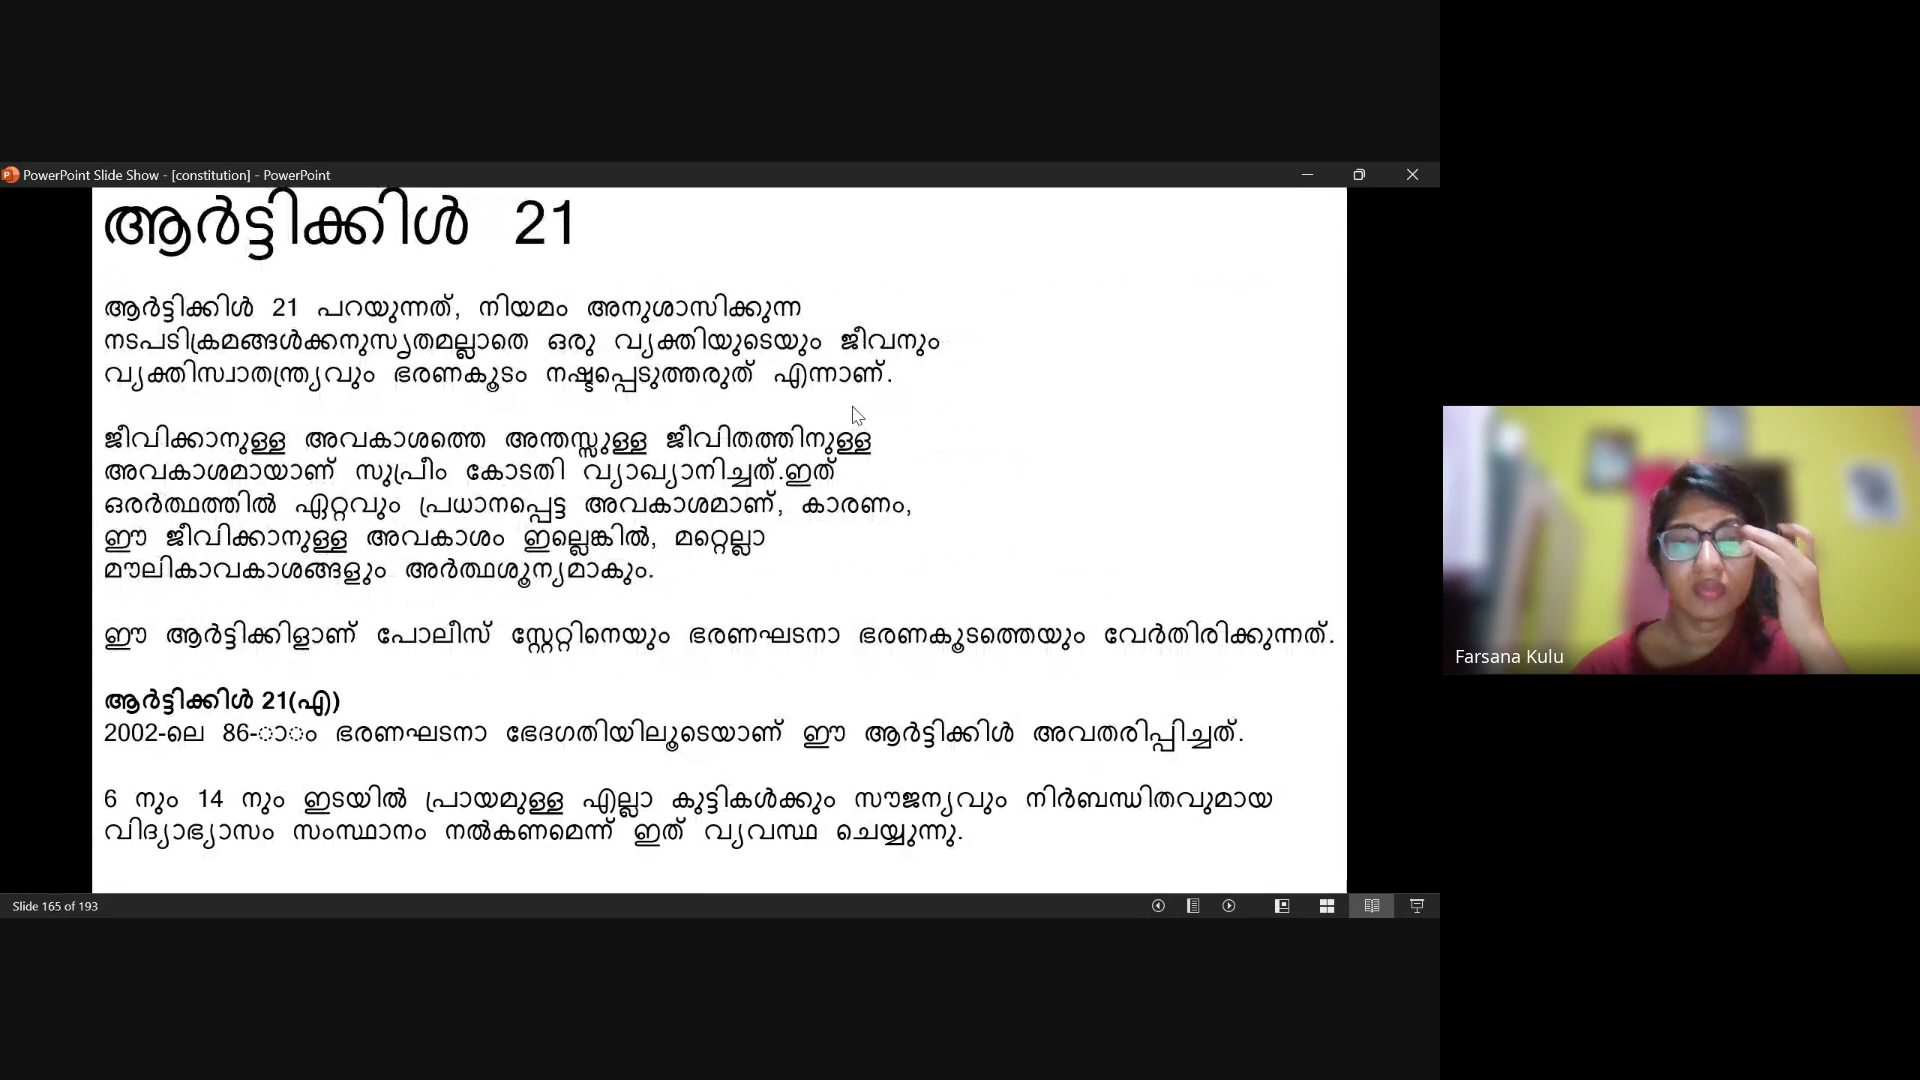 PowerPoint Slide Show - [constitution] - PowerPoint
ആർട്ടിക്കിൾ 21
ആർട്ടിക്കിൾ 21 പറയുന്നത്, നിയമം അനുശാസിക്കുന്ന
നടപടിക്രമങ്ങൾക്കനുസൃതമല്ലാതെ ഒരു വ്യക്തിയുടെയും ജീവനും
വ്യക്തിസ്വാതന്ത്ര്യവും ഭരണകൂടം നഷ്ടപ്പെടുത്തരുത് എന്നാണ്.
ജീവിക്കാനുള്ള അവകാശത്തെ അന്തസ്സുള്ള ജീവിതത്തിനുള്ള
അവകാശമായാണ് സുപ്രീം കോടതി വ്യാഖ്യാനിച്ചത്.ഇത്
ഒരർത്ഥത്തിൽ ഏറ്റവും പ്രധാനപ്പെട്ട അവകാശമാണ്, കാരണം,
ഈ ജീവിക്കാനുള്ള അവകാശം ഇല്ലെങ്കിൽ, മറ്റെല്ലാ
മൗലികാവകാശങ്ങളും അർത്ഥശൂന്യമാകും.
ഈ ആർട്ടിക്കിളാണ് പോലീസ് സ്റ്റേറ്റിനെയും ഭരണഘടനാ ഭരണകൂടത്തെയും വേർതിരിക്കുന്നത്.
ആർട്ടിക്കിൾ 21(എ)
2002-ലെ 86-ാം ഭരണഘടനാ ഭേദഗതിയിലൂടെയാണ് ഈ ആർട്ടിക്കിൾ അവതരിപ്പിച്ചത്.
6 നും 14 നും ഇടയിൽ പ്രായമുള്ള എല്ലാ കുട്ടികൾക്കും സൗജന്യവും നിർബന്ധിതവുമായ
വിദ്യാഭ്യാസം സംസ്ഥാനം നൽകണമെന്ന് ഇത് വ്യവസ്ഥ ചെയ്യുന്നു.
Slide 165 of 193
Farsana Kulu